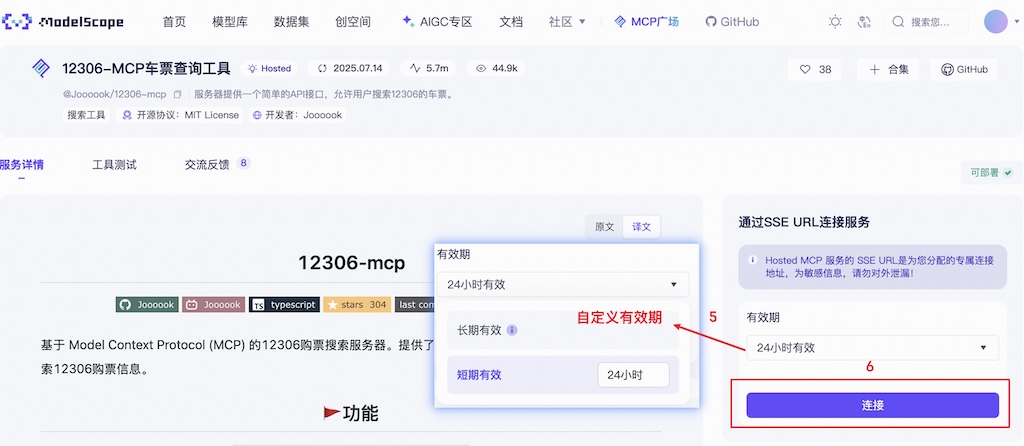 ModelScope 首页 模型库 数据集 创空间 AIGC专区 文档 社区 MCP广场 GitHub 搜索您...
12306-MCP车票查询工具 Hosted 2025.07.14 5.7m 44.9k 38 合集 GitHub
@Joooook/12306-mcp 服务器提供一个简单的API接口，允许用户搜索12306的车票。
搜索工具 开源协议：MIT License 开发者：Joooook
服务详情 工具测试 交流反馈 8
可部署
原文 译文
12306-mcp
Joooook Joooook typescript stars 304 last com
基于 Model Context Protocol (MCP) 的12306购票搜索服务器。提供了
索12306购票信息。
功能
有效期
24小时有效
自定义有效期
长期有效
短期有效 24小时
5
通过SSE URL连接服务
Hosted MCP 服务的 SSE URL是为您分配的专属连接
地址，为敏感信息，请勿对外泄漏！
有效期
24小时有效
6
连接